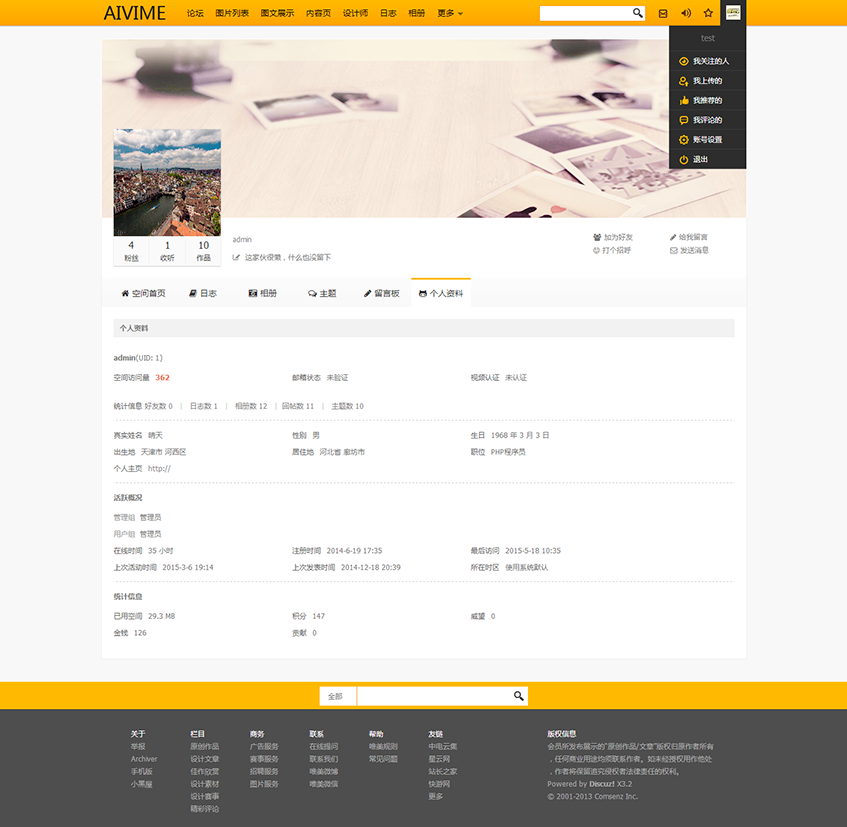 AIVIME 论坛 图片列表 图文展示 内容页 设计师 日志 相册 更多
test
我关注的人
我上传的
我推荐的
我评论的
账号设置
退出
4 1 10
粉丝 收听 作品
admin
这家伙很懒，什么也没留下
加为好友 给我留言
打个招呼 发送消息
空间首页 日志 相册 主题 留言板 个人资料
个人资料
admin(UID: 1)
空间访问量 362 邮箱状态 未验证 视频认证 未认证
统计信息 好友数 0 | 日志数 1 | 相册数 12 | 回帖数 11 | 主题数 10
真实姓名 晴天 性别 男 生日 1968 年 3 月 3 日
出生地 天津市 河西区 居住地 河北省 廊坊市 职位 PHP程序员
个人主页 http://
活跃概况
管理组 管理员
用户组 管理员
在线时间 35 小时 注册时间 2014-6-19 17:35 最后访问 2015-5-18 10:35
上次活动时间 2015-3-6 19:14 上次发表时间 2014-12-18 20:39 所在时区 使用系统默认
统计信息
已用空间 29.3 MB 积分 147 威望 0
金钱 126 贡献 0
全部
关于 栏目 商务 联系 帮助 友链 版权信息
举报 原创作品 广告服务 在线提问 唯美规则 中电云集 会员所发布展示的"原创作品/文章"版权归原作者所有
Archiver 设计文章 赛事服务 联系我们 常见问题 星云网 ，任何商业用途均须联系作者。如未经授权用作他处
手机版 佳作欣赏 招聘服务 唯美微博 站长之家 ，作者将保留追究侵权者法律责任的权利。
小黑屋 设计素材 图片服务 唯美微信 快游网 Powered by Discuz! X3.2
设计赛事 更多 © 2001-2013 Comsenz Inc.
精彩评论